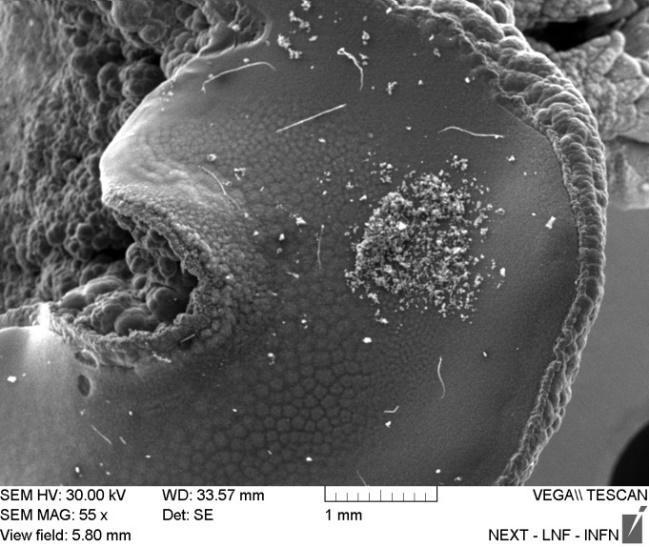 SEM HV: 30.00 kV WD: 33.57 mm VEGA\\ TESCAN
SEM MAG: 55 x Det: SE 1 mm
View field: 5.80 mm NEXT - LNF - INFN